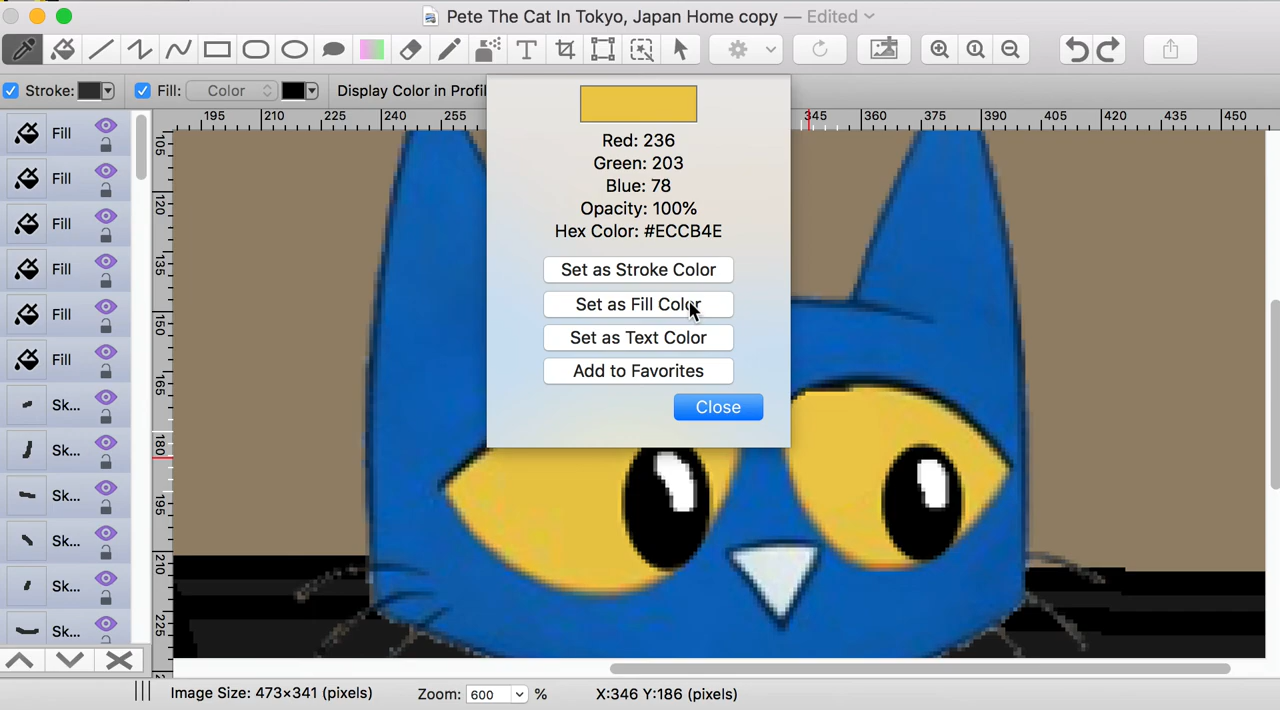 Pete The Cat In Tokyo, Japan Home copy — Edited
Stroke:
Fill:
Color
Display Color in Profil
Red: 236
Green: 203
Blue: 78
Opacity: 100%
Hex Color: #ECCB4E
Set as Stroke Color
Set as Fill Color
Set as Text Color
Add to Favorites
Close
195 210 225 240 255 345 360 375 390 405 420 435 450
105
120
135
150
165
180
195
210
225
Fill
Fill
Fill
Fill
Fill
Fill
Sk...
Sk...
Sk...
Sk...
Sk...
Sk...
Image Size: 473×341 (pixels)
Zoom: 600 %
X:346 Y:186 (pixels)